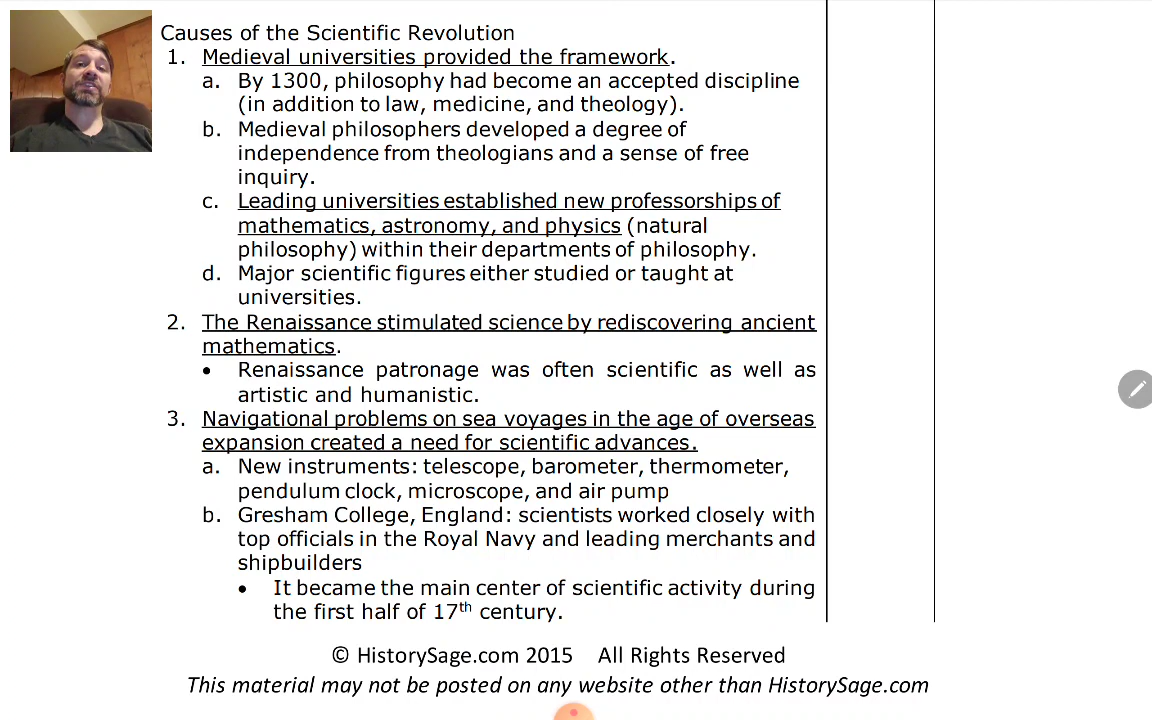 Causes of the Scientific Revolution
1. Medieval universities provided the framework.
a. By 1300, philosophy had become an accepted discipline
(in addition to law, medicine, and theology).
b. Medieval philosophers developed a degree of
independence from theologians and a sense of free
inquiry.
c. Leading universities established new professorships of
mathematics, astronomy, and physics (natural
philosophy) within their departments of philosophy.
d. Major scientific figures either studied or taught at
universities.
2. The Renaissance stimulated science by rediscovering ancient
mathematics.
• Renaissance patronage was often scientific as well as
artistic and humanistic.
3. Navigational problems on sea voyages in the age of overseas
expansion created a need for scientific advances.
a. New instruments: telescope, barometer, thermometer,
pendulum clock, microscope, and air pump
b. Gresham College, England: scientists worked closely with
top officials in the Royal Navy and leading merchants and
shipbuilders
• It became the main center of scientific activity during
the first half of 17th century.
© HistorySage.com 2015 All Rights Reserved
This material may not be posted on any website other than HistorySage.com